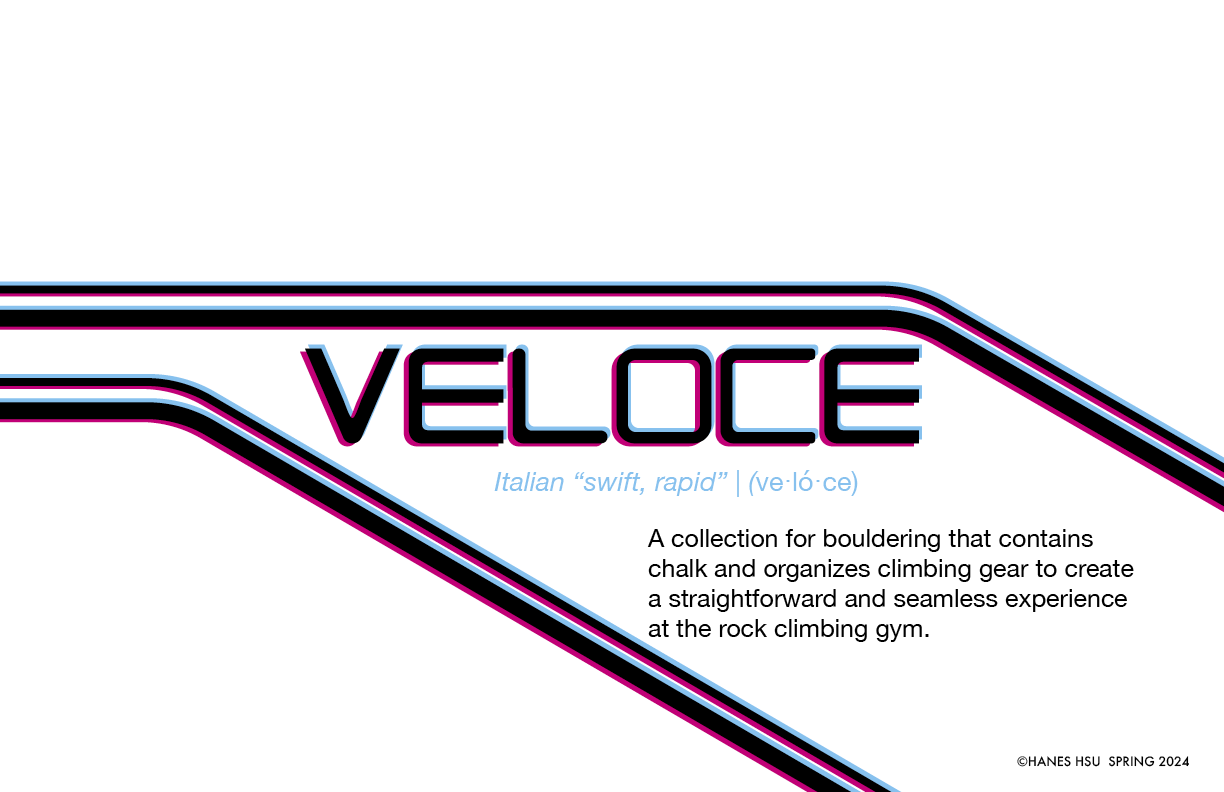 VELOCE
Italian “swift, rapid” | (ve·ló·ce)
A collection for bouldering that contains
chalk and organizes climbing gear to create
a straightforward and seamless experience
at the rock climbing gym.
©HANES HSU SPRING 2024